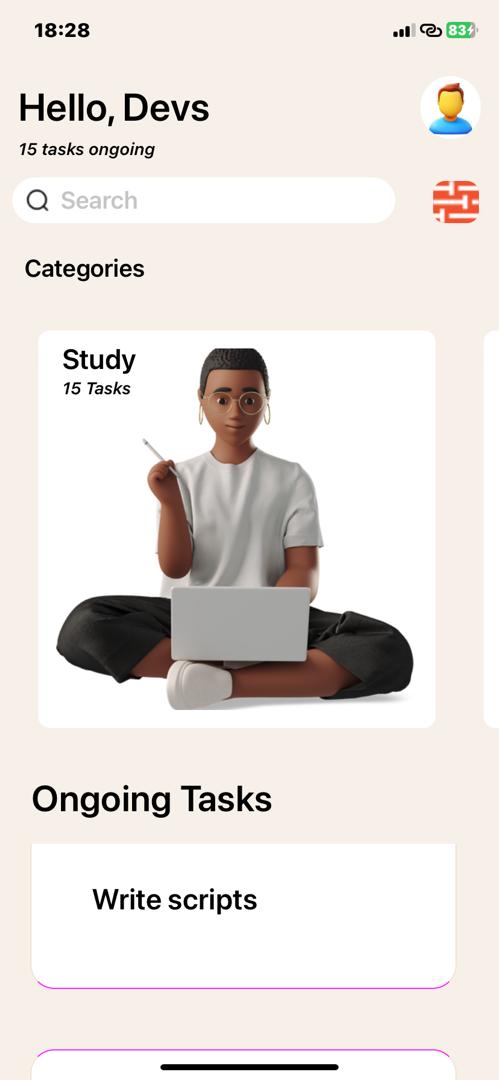 18:28
83
Hello, Devs
15 tasks ongoing
Search
Categories
Study
15 Tasks
Ongoing Tasks
Write scripts